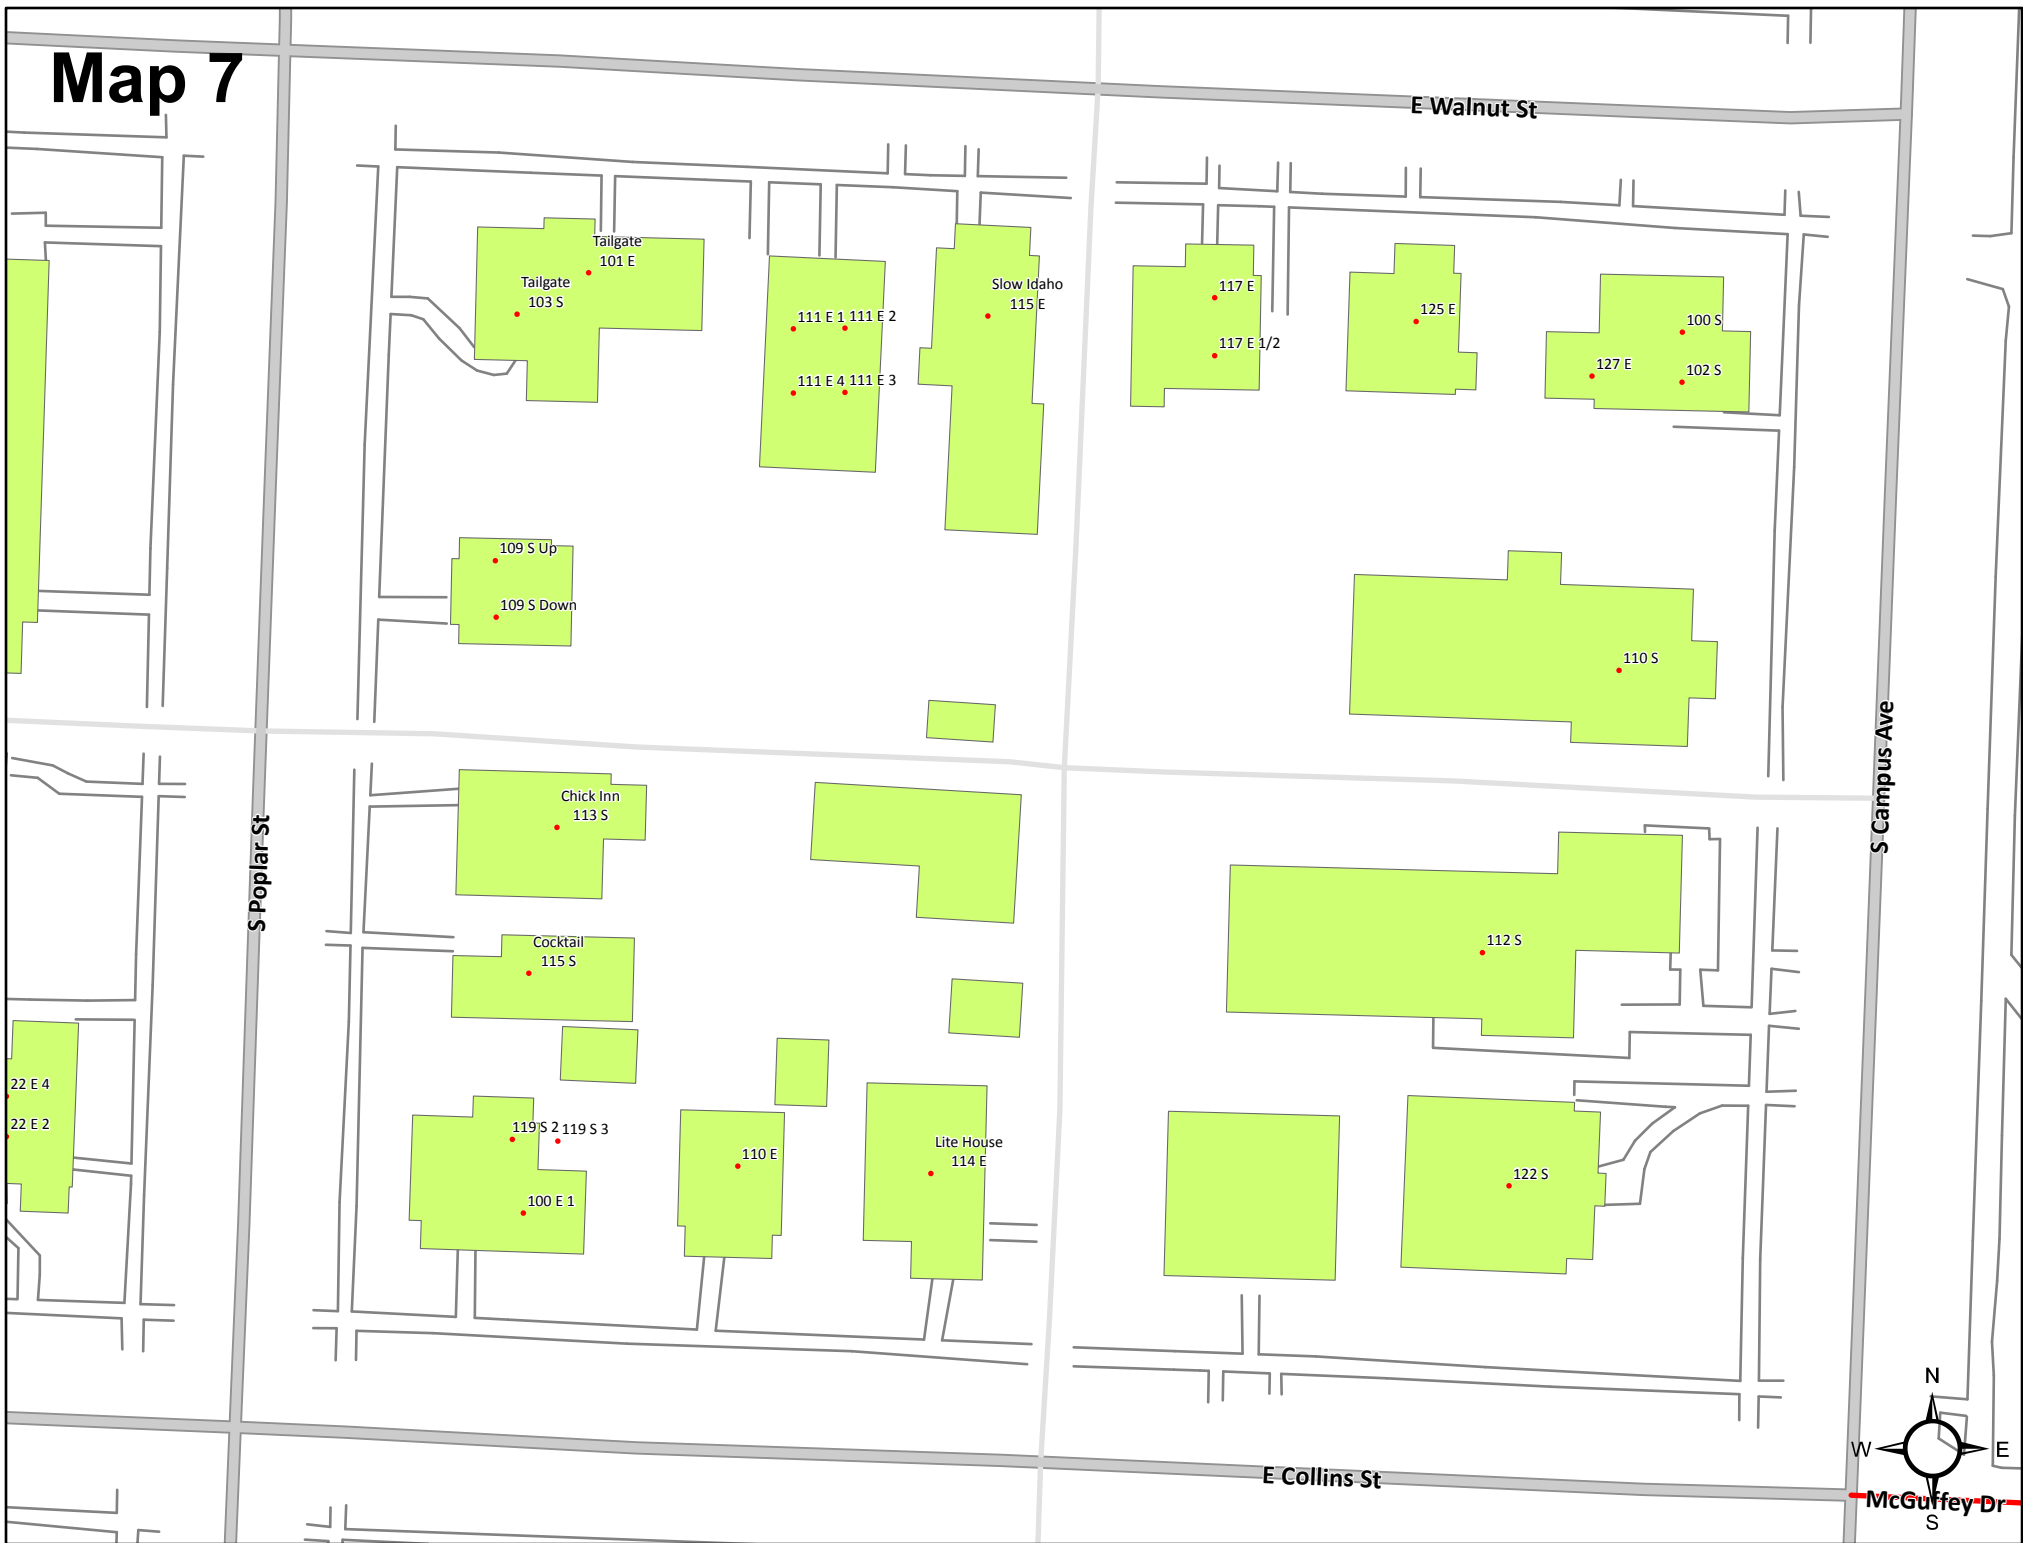 Map 7
E Walnut St
Tailgate
101 E
Tailgate
103 S
Slow Idaho
115 E
111 E 1
111 E 2
111 E 4
111 E 3
117 E
117 E 1/2
125 E
100 S
127 E
102 S
109 S Up
109 S Down
110 S
S Campus Ave
Chick Inn
113 S
S Poplar St
Cocktail
115 S
112 S
22 E 4
22 E 2
119 S 2
119 S 3
100 E 1
110 E
Lite House
114 E
122 S
E Collins St
N
W
E
S
McGuffey Dr